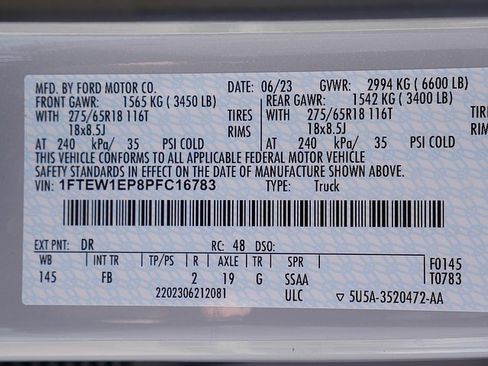 MFD. BY FORD MOTOR CO. DATE: 06/23 GVWR: 2994 KG (6600 LB)
FRONT GAWR: 1565 KG (3450 LB) REAR GAWR: 1542 KG (3400 LB)
WITH 275/65R18 116T TIRES WITH 275/65R18 116T TIRES
18x8.5J RIMS 18x8.5J RIMS
AT 240 kPa/ 35 PSI COLD AT 240 kPa/ 35 PSI COLD
THIS VEHICLE CONFORMS TO ALL APPLICABLE FEDERAL MOTOR VEHICLE
SAFETY STANDARDS IN EFFECT ON THE DATE OF MANUFACTURE SHOWN ABOVE.
VIN: 1FTEW1EP8PFC16783 TYPE: Truck
EXT PNT: DR RC: 48 DSO:
WB INT TR TP/PS R AXLE TR SPR F0145
145 FB 2 19 G SSAA T0783
2202306212081 ULC ▽ 5U5A-3520472-AA